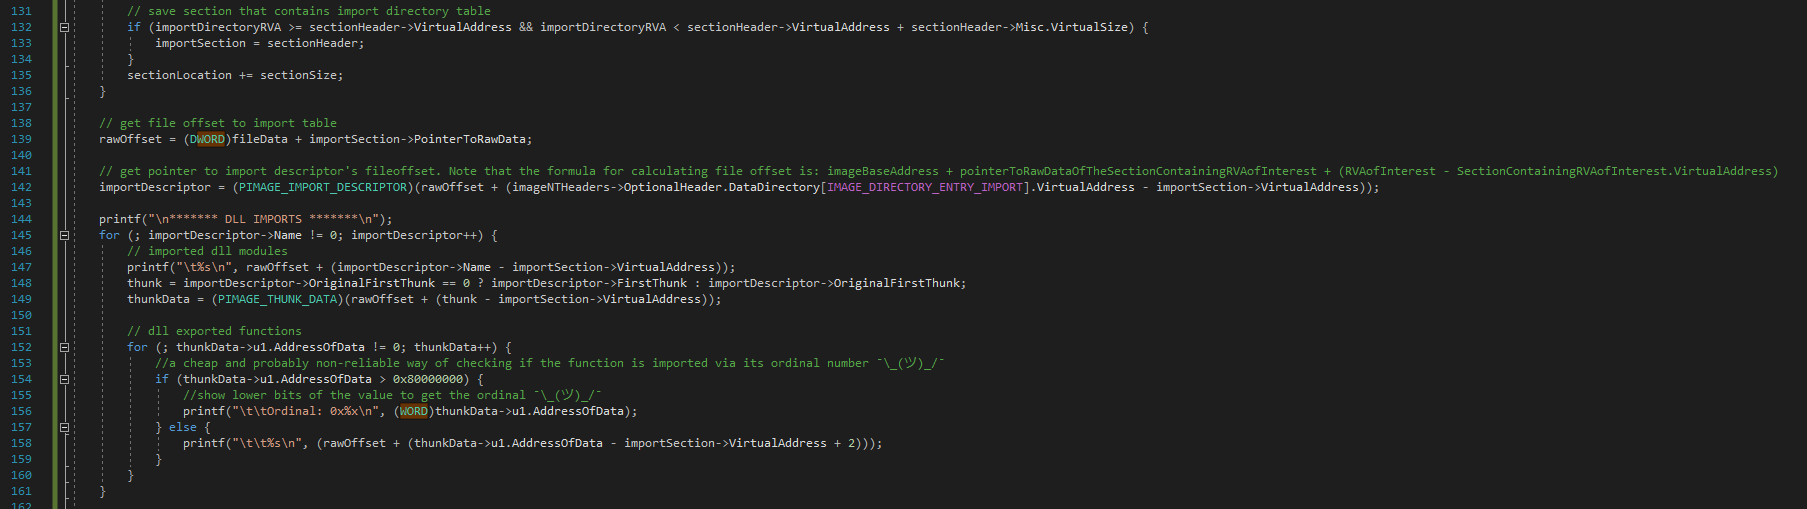 131 // save section that contains import directory table
132 if (importDirectoryRVA >= sectionHeader->VirtualAddress && importDirectoryRVA < sectionHeader->VirtualAddress + sectionHeader->Misc.VirtualSize) {
133 importSection = sectionHeader;
134 }
135 sectionLocation += sectionSize;
136 }
137
138 // get file offset to import table
139 rawOffset = (DWORD)fileData + importSection->PointerToRawData;
140
141 // get pointer to import descriptor's fileoffset. Note that the formula for calculating file offset is: imageBaseAddress + pointerToRawDataOfTheSectionContainingRVAofInterest + (RVAofInterest - SectionContainingRVAofInterest.VirtualAddress)
142 importDescriptor = (PIMAGE_IMPORT_DESCRIPTOR)(rawOffset + (imageNTHeaders->OptionalHeader.DataDirectory[IMAGE_DIRECTORY_ENTRY_IMPORT].VirtualAddress - importSection->VirtualAddress));
143
144 printf("\n******* DLL IMPORTS *******\n");
145 for (; importDescriptor->Name != 0; importDescriptor++) {
146 // imported dll modules
147 printf("\t%s\n", rawOffset + (importDescriptor->Name - importSection->VirtualAddress));
148 thunk = importDescriptor->OriginalFirstThunk == 0 ? importDescriptor->FirstThunk : importDescriptor->OriginalFirstThunk;
149 thunkData = (PIMAGE_THUNK_DATA)(rawOffset + (thunk - importSection->VirtualAddress));
150
151 // dll exported functions
152 for (; thunkData->u1.AddressOfData != 0; thunkData++) {
153 //a cheap and probably non-reliable way of checking if the function is imported via its ordinal number ¯\_(ツ)_/¯
154 if (thunkData->u1.AddressOfData > 0x80000000) {
155 //show lower bits of the value to get the ordinal ¯\_(ツ)_/¯
156 printf("\t\tOrdinal: 0x%x\n", (WORD)thunkData->u1.AddressOfData);
157 } else {
158 printf("\t\t%s\n", (rawOffset + (thunkData->u1.AddressOfData - importSection->VirtualAddress + 2)));
159 }
160 }
161 }
162